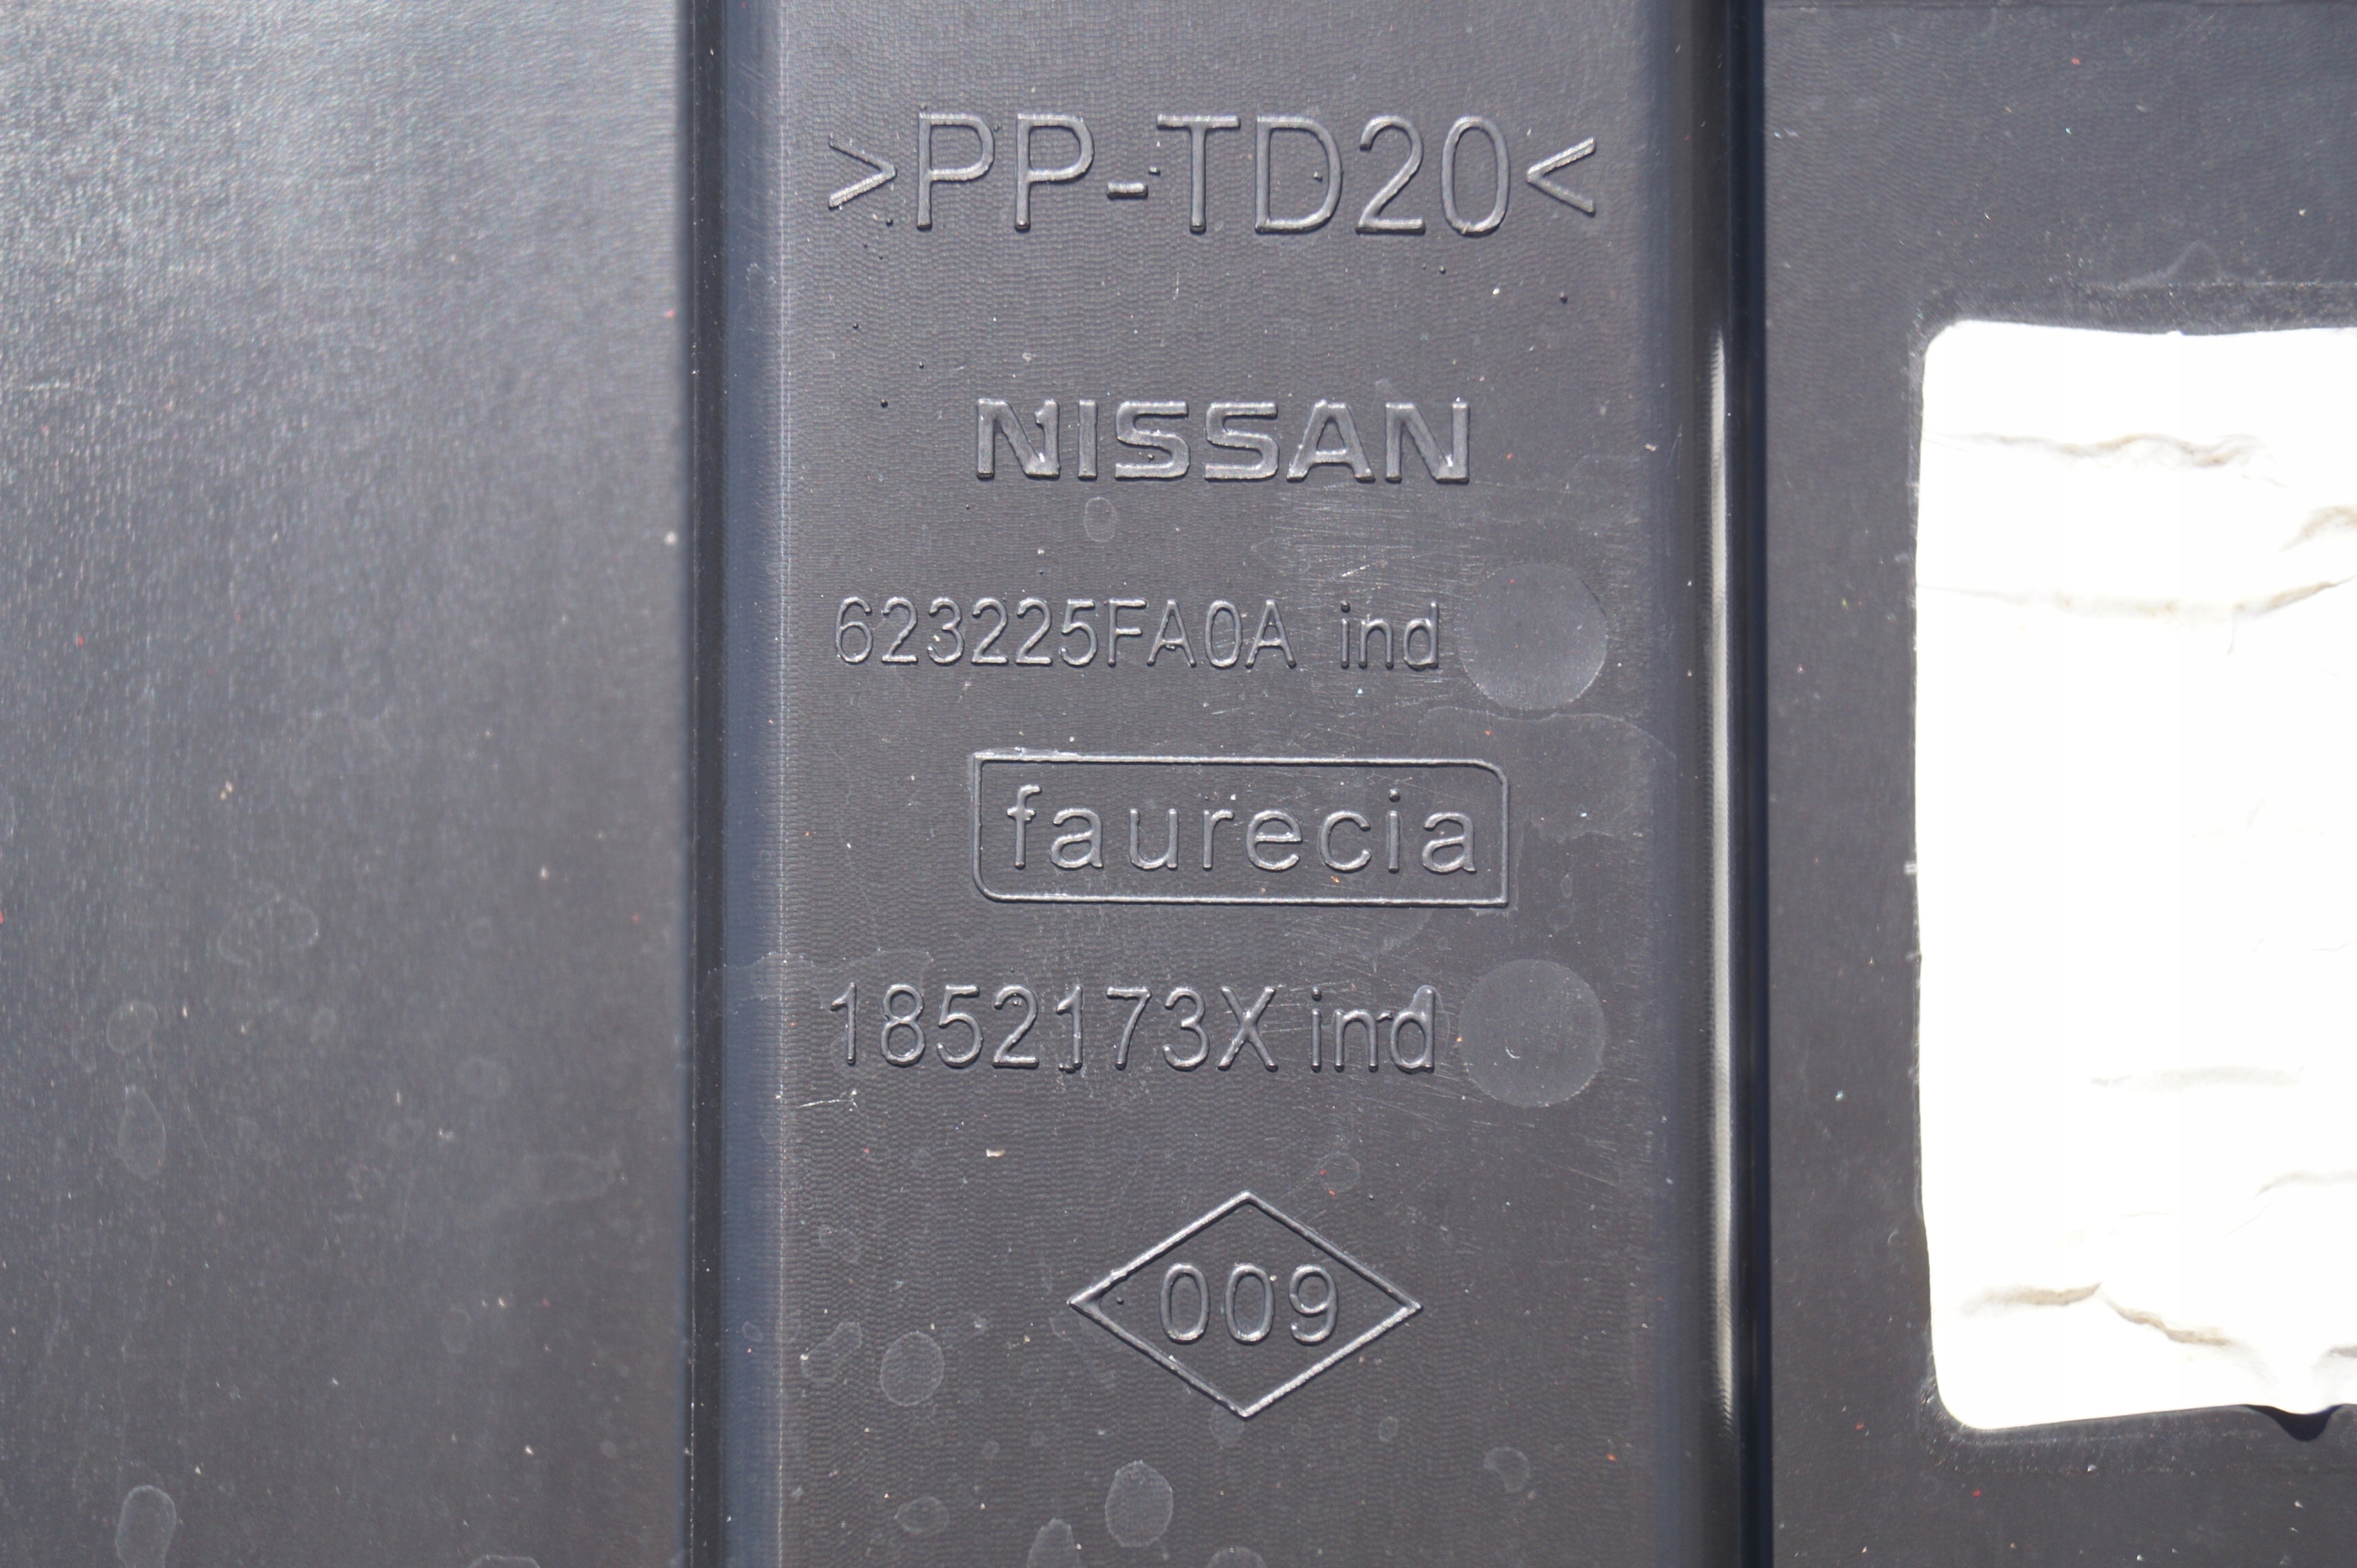 >PP-TD20<
NISSAN
623225FA0A ind
faurecia
1852173X ind
009